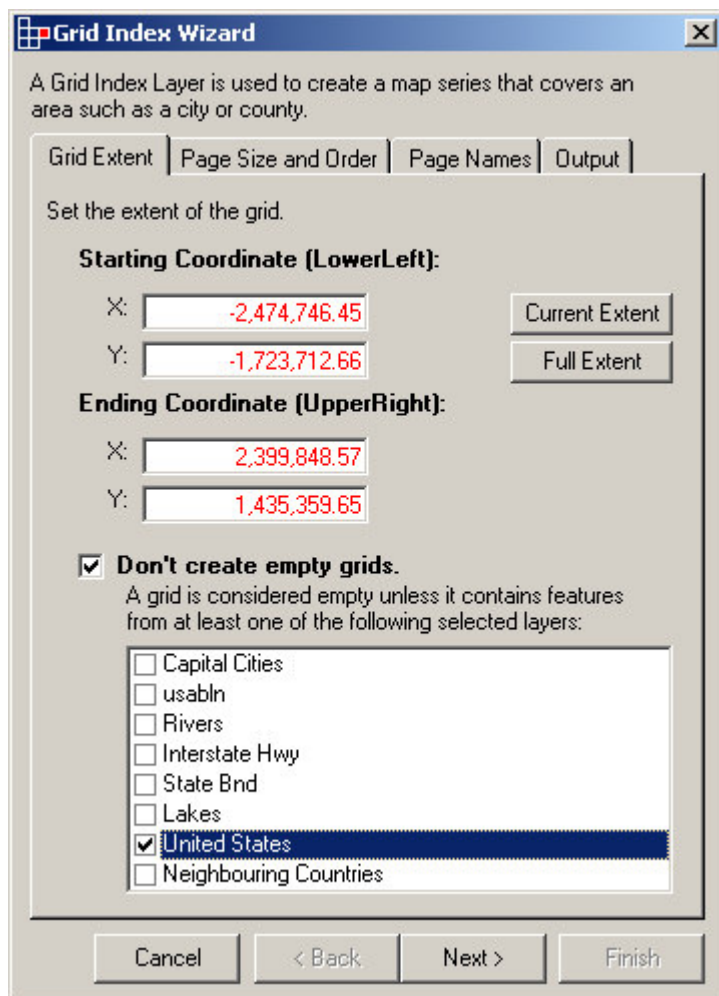 Grid Index Wizard
A Grid Index Layer is used to create a map series that covers an
area such as a city or county.
Grid Extent Page Size and Order Page Names Output
Set the extent of the grid.
Starting Coordinate (LowerLeft):
X: -2,474,746.45 Current Extent
Y: -1,723,712.66 Full Extent
Ending Coordinate (UpperRight):
X: 2,399,848.57
Y: 1,435,359.65
Don't create empty grids.
A grid is considered empty unless it contains features
from at least one of the following selected layers:
Capital Cities
usabln
Rivers
Interstate Hwy
State Bnd
Lakes
United States
Neighbouring Countries
Cancel < Back Next > Finish